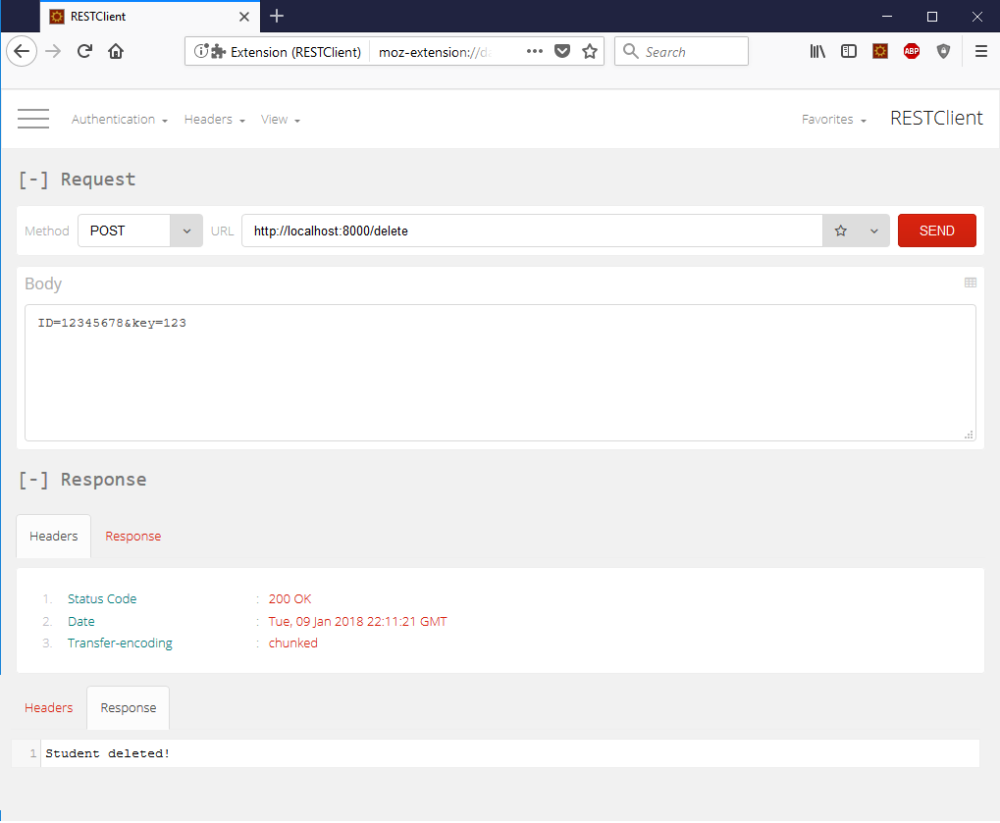 RESTClient
Extension (RESTClient) moz-extension://d
Search
ABP
Authentication Headers View Favorites RESTClient
[-] Request
Method POST URL http://localhost:8000/delete SEND
Body
ID=12345678&key=123
[-] Response
Headers Response
1. Status Code : 200 OK
2. Date : Tue, 09 Jan 2018 22:11:21 GMT
3. Transfer-encoding : chunked
Headers Response
1 Student deleted!